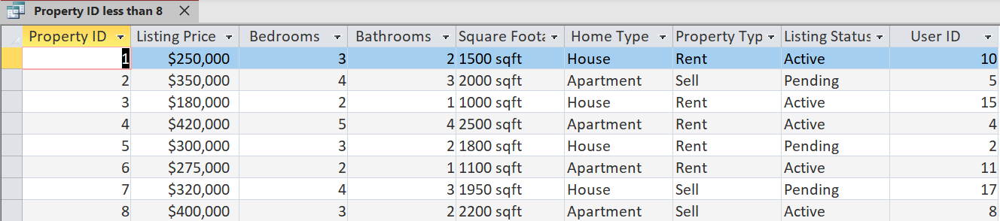 Property ID less than 8
Property ID Listing Price Bedrooms Bathrooms Square Foota Home Type Property Typ Listing Status User ID
1 $250,000 3 2 1500 sqft House Rent Active 10
2 $350,000 4 3 2000 sqft Apartment Sell Pending 5
3 $180,000 2 1 1000 sqft House Rent Active 15
4 $420,000 5 4 2500 sqft Apartment Rent Active 4
5 $300,000 3 2 1800 sqft House Rent Pending 2
6 $275,000 2 1 1100 sqft Apartment Rent Active 11
7 $320,000 4 3 1950 sqft House Sell Pending 17
8 $400,000 3 2 2200 sqft Apartment Sell Active 8